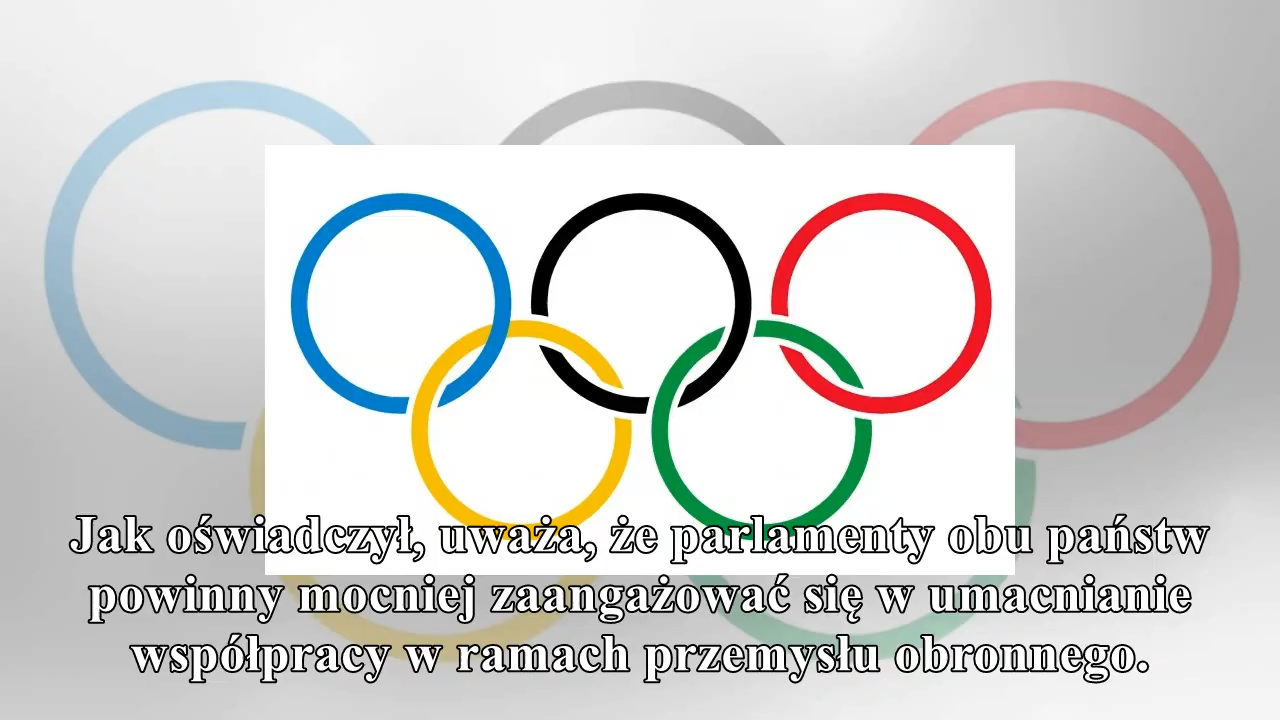 Jak oświadczył, uważa, że parlamenty obu państw
powinny mocniej zaangażować się w umacnianie
współpracy w ramach przemysłu obronnego.